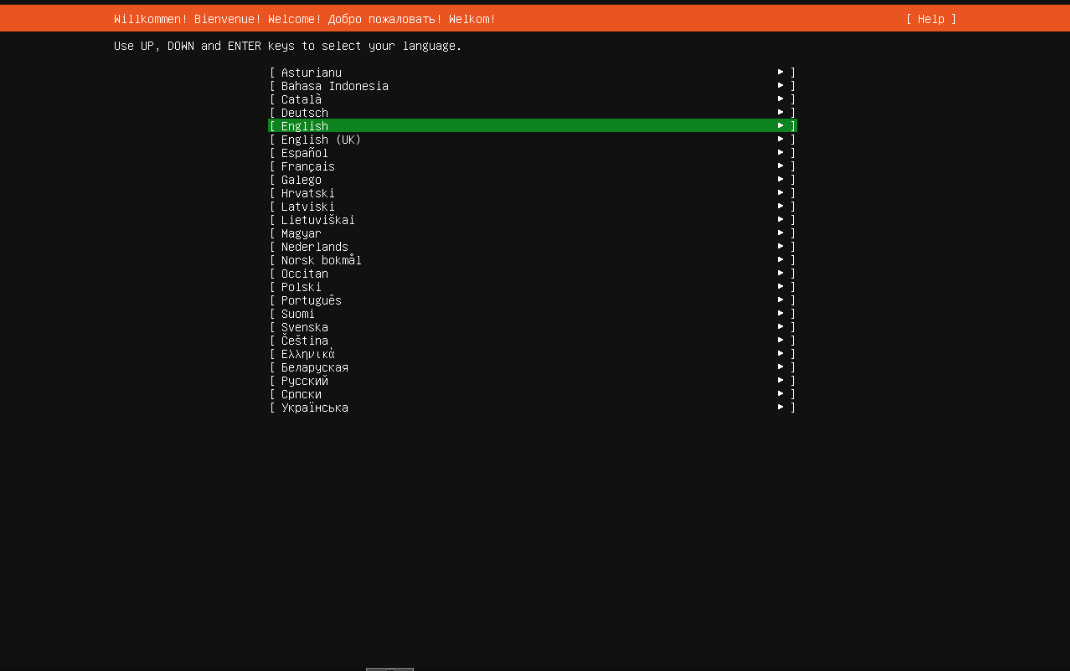 Willkommen! Bienvenue! Welcome! Добро пожаловать! Welkom! [ Help ]
Use UP, DOWN and ENTER keys to select your language.
[ Asturianu ▸ ]
[ Bahasa Indonesia ▸ ]
[ Català ▸ ]
[ Deutsch ▸ ]
[ English ▸ ]
[ English (UK) ▸ ]
[ Español ▸ ]
[ Français ▸ ]
[ Galego ▸ ]
[ Hrvatski ▸ ]
[ Latviski ▸ ]
[ Lietuviškai ▸ ]
[ Magyar ▸ ]
[ Nederlands ▸ ]
[ Norsk bokmål ▸ ]
[ Occitan ▸ ]
[ Polski ▸ ]
[ Português ▸ ]
[ Suomi ▸ ]
[ Svenska ▸ ]
[ Čeština ▸ ]
[ Ελληνικά ▸ ]
[ Беларуская ▸ ]
[ Русский ▸ ]
[ Српски ▸ ]
[ Українська ▸ ]